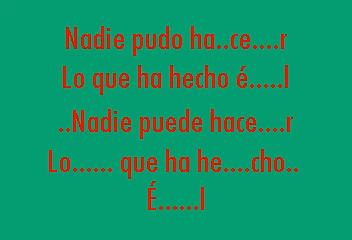 Nadie pudo ha..ce....r
Lo que ha hecho é.....l
..Nadie puede hace....r
Lo...... que ha he....cho..
É......l